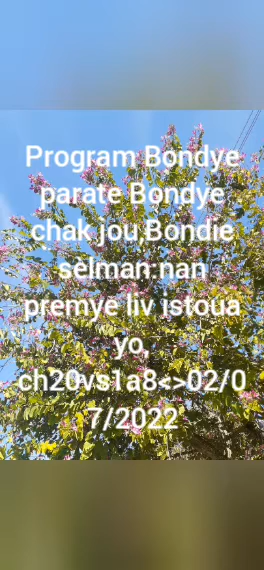 Program Bondye
parate Bondye
chak jou,Bondie
sèlman:nan
premye liv istoua
yo,
ch20vs1a8<>02/0
7/2022